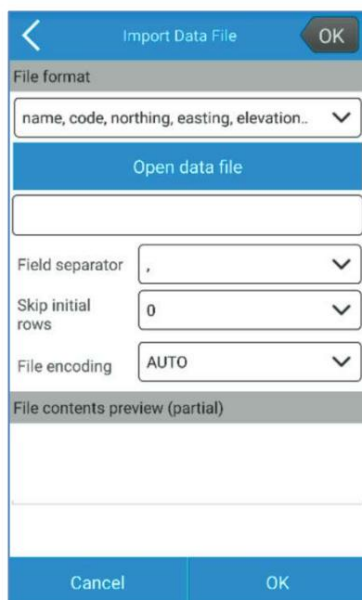 Import Data File
OK
File format
name, code, northing, easting, elevation..
Open data file
Field separator
,
Skip initial
rows
0
File encoding
AUTO
File contents preview (partial)
Cancel
OK